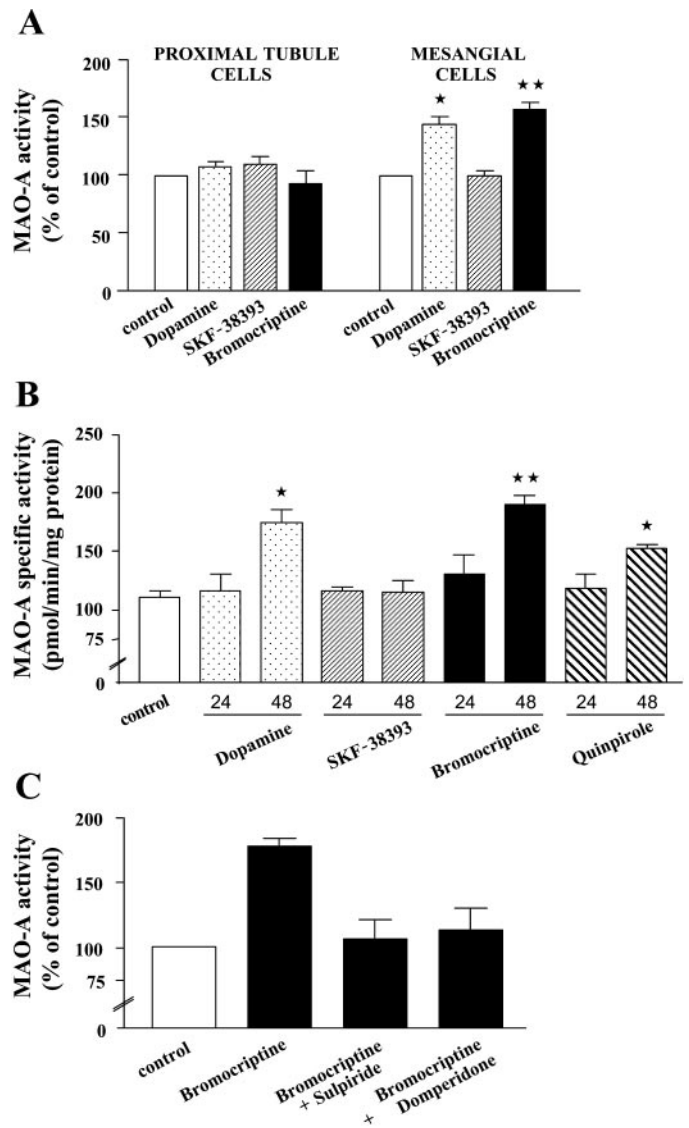 A
PROXIMAL TUBULE
CELLS
MESANGIAL
CELLS
MAO-A activity
(% of control)
200
150
100
50
0
★
★★
control
Dopamine
SKF-38393
Bromocriptine
control
Dopamine
SKF-38393
Bromocriptine
B
MAO-A specific activity
(pmol/min/mg protein)
250
200
150
100
75
0
★
★★
★
control
24 48
Dopamine
24 48
SKF-38393
24 48
Bromocriptine
24 48
Quinpirole
C
MAO-A activity
(% of control)
200
150
100
75
0
control
Bromocriptine
Bromocriptine
+ Sulpiride
Bromocriptine
+ Domperidone